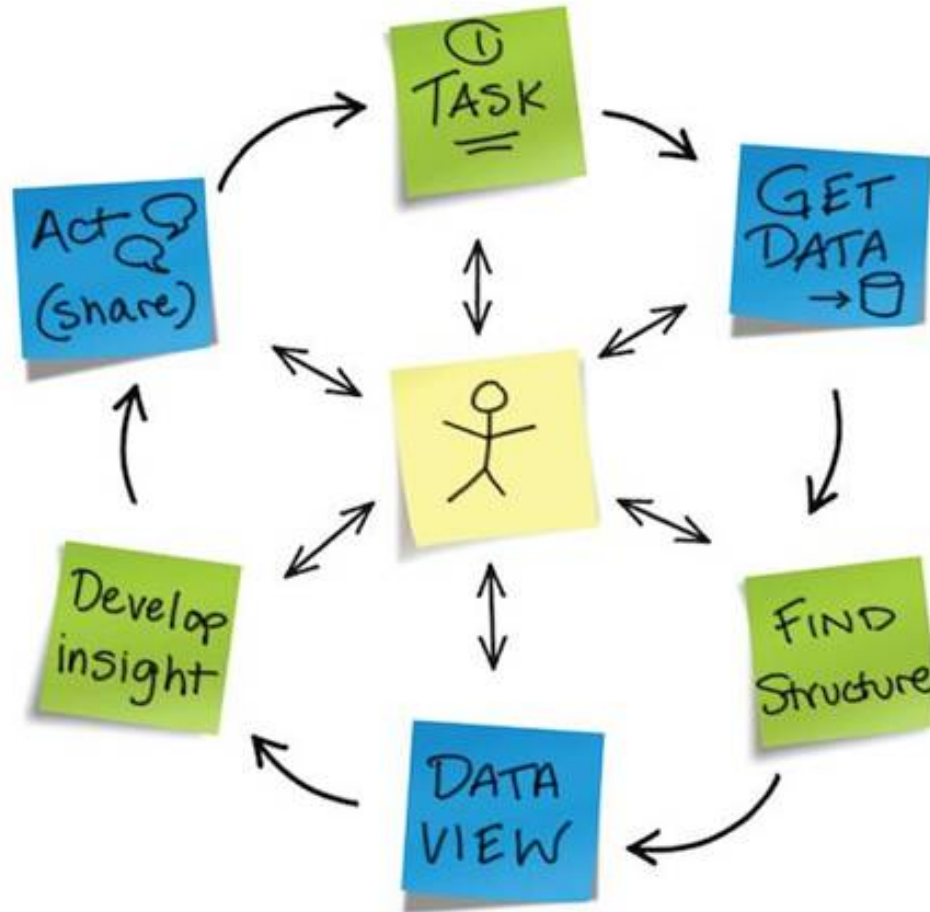 ①
TASK
GET
DATA
→
FIND
Structure
DATA
VIEW
Develop
insight
Act
(share)